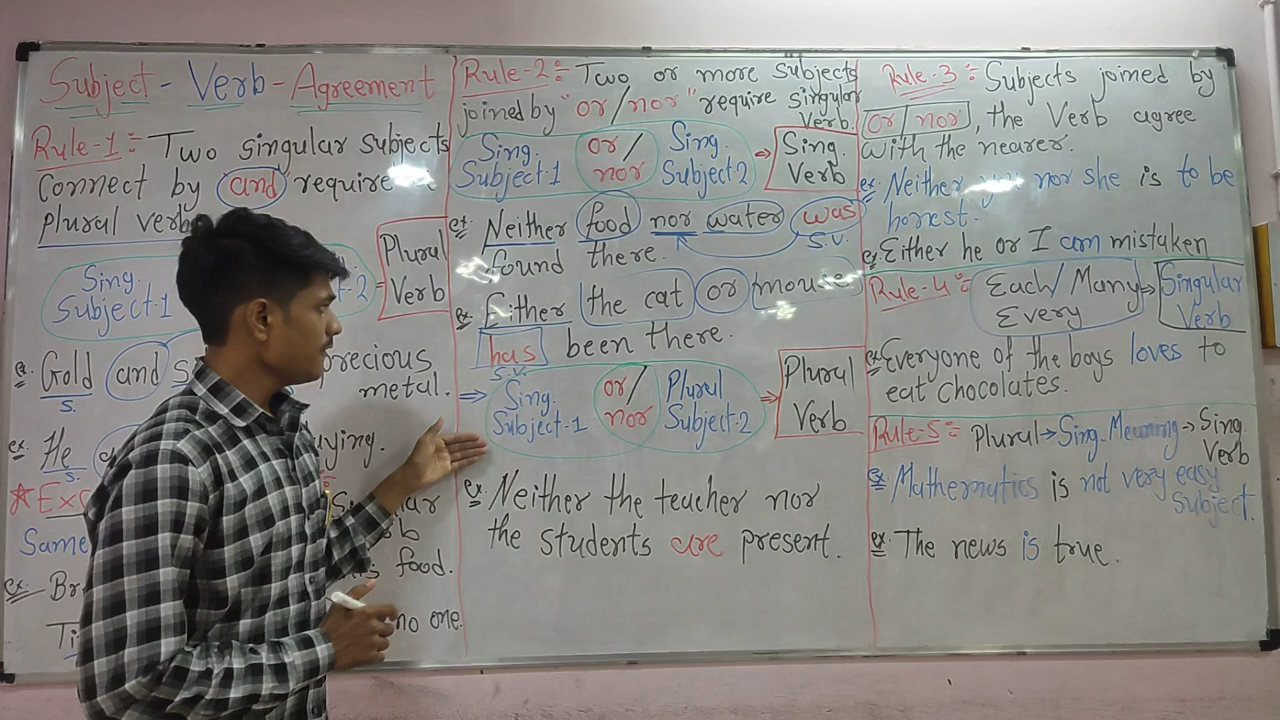 Subject - Verb - Agreement
Rule-1 :- Two singular Subjects
Connect by and require
plural verb
Sing.
Subject-1
Plural
Verb
ex. Gold and precious
S.
metal.
ex. He
S.
Same
ex. food.
no one.
Rule-2 :- Two or more subjects
joined by "or/nor" require singular
Verb.
Sing.
Subject-1
or/
nor
Sing.
Subject-2
⇒ Sing.
Verb
ex. Neither food nor water was
S.V.
found there.
ex. Either the cat or mouse
has been there.
S.V.
⇒ Sing.
Subject-1
or/
nor
Plural
Subject-2
⇒ Plural
Verb
ex. Neither the teacher nor
the students are present.
Rule-3 :- Subjects joined by
or/nor, the Verb agree
with the nearer.
ex. Neither you nor she is to be
honest.
ex. Either he or I am mistaken
Rule-4 :- Each/Many
Every
→ Singular
Verb
ex. Everyone of the boys loves to
eat Chocolates.
Rule-5 :- Plural → Sing. Meaning → Sing.
Verb
ex. Mathematics is not very easy
Subject.
ex. The news is true.